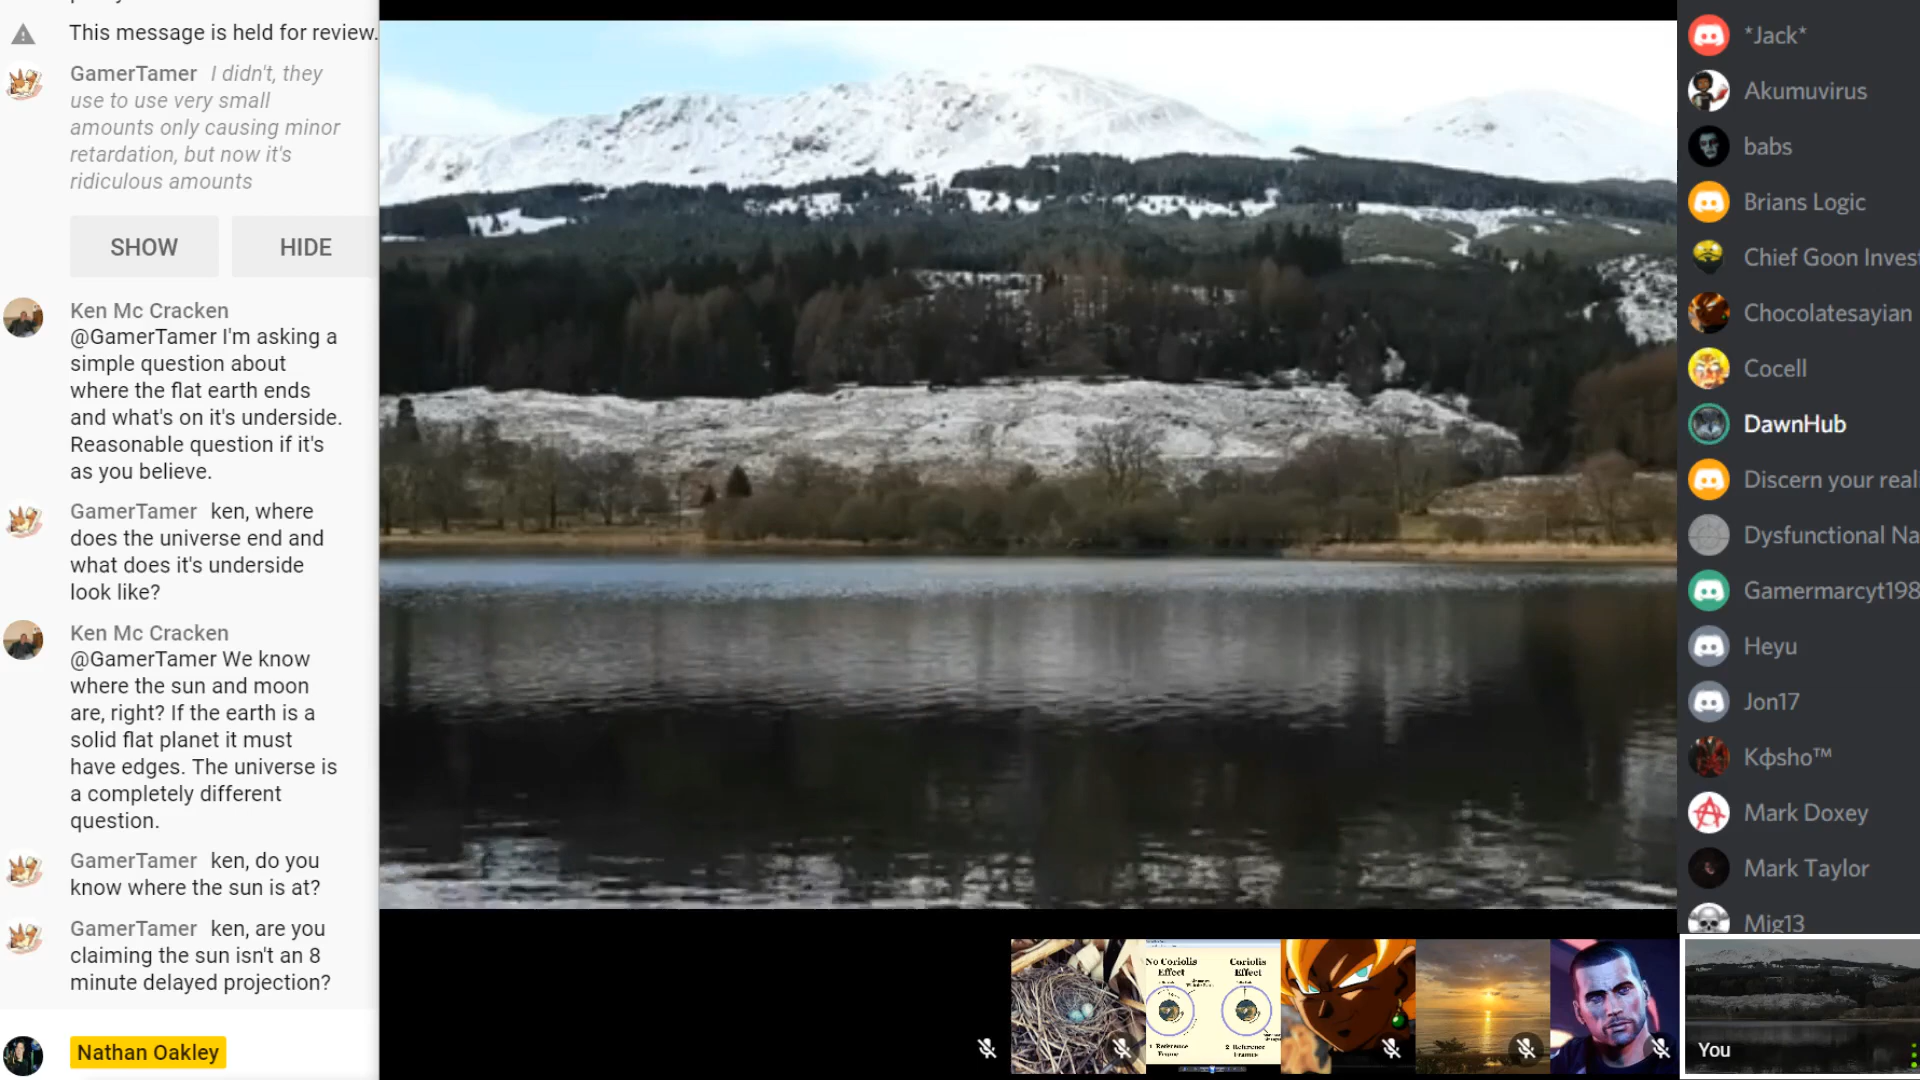 This message is held for review.
GamerTamer I didn't, they
use to use very small
amounts only causing minor
retardation, but now it's
ridiculous amounts
SHOW HIDE
Ken Mc Cracken
@GamerTamer I'm asking a
simple question about
where the flat earth ends
and what's on it's underside.
Reasonable question if it's
as you believe.
GamerTamer ken, where
does the universe end and
what does it's underside
look like?
Ken Mc Cracken
@GamerTamer We know
where the sun and moon
are, right? If the earth is a
solid flat planet it must
have edges. The universe is
a completely different
question.
GamerTamer ken, do you
know where the sun is at?
GamerTamer ken, are you
claiming the sun isn't an 8
minute delayed projection?
Nathan Oakley
No Coriolis
Effect
Coriolis
Effect
1 Reference
Frame
2 Reference
Frames
You
*Jack*
Akumuvirus
babs
Brians Logic
Chief Goon Inves
Chocolatesayian
Cocell
DawnHub
Discern your real
Dysfunctional Na
Gamermarcyt198
Heyu
Jon17
Kфsho™
Mark Doxey
Mark Taylor
Mig13